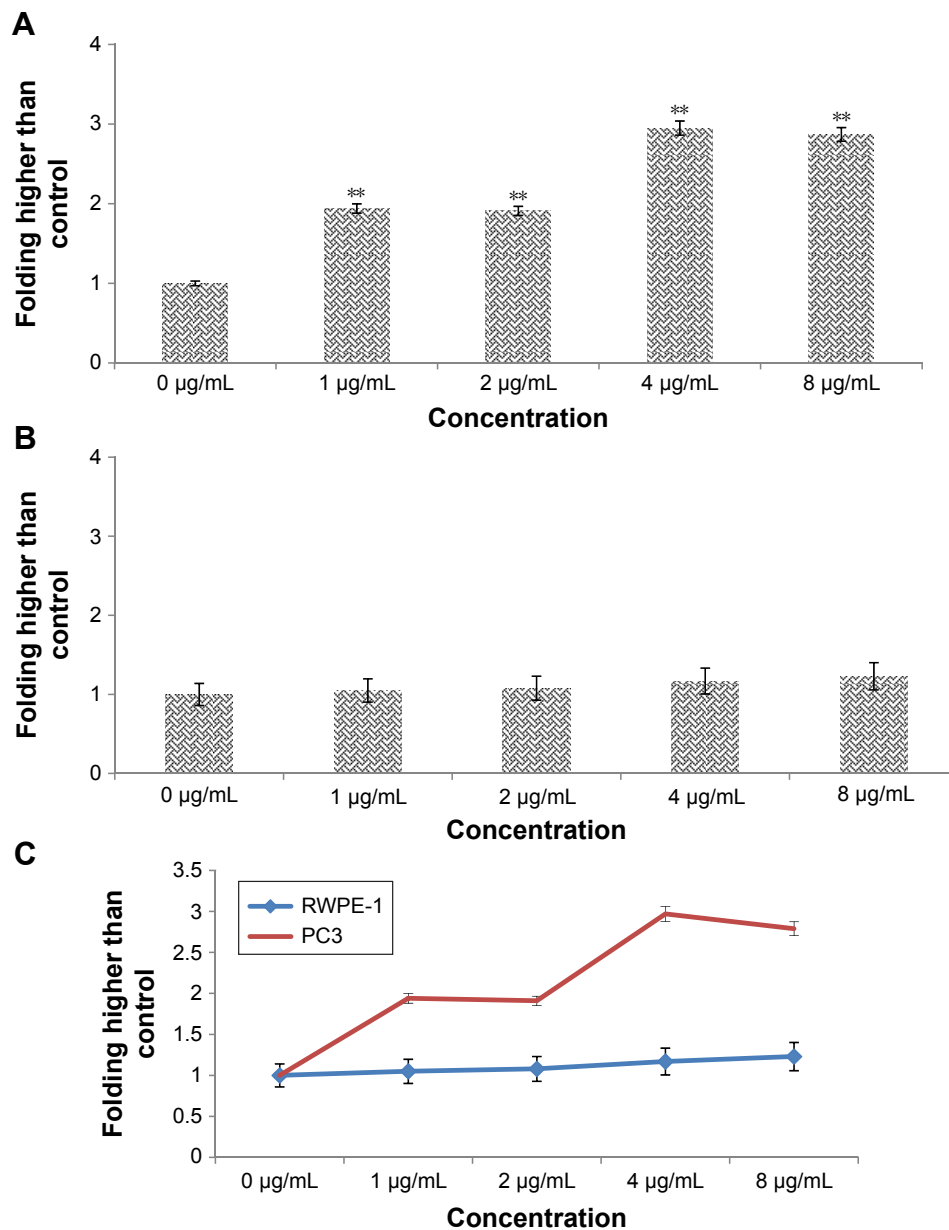 A
Folding higher than
control
4
3
2
1
0
**
**
**
**
0 µg/mL 1 µg/mL 2 µg/mL 4 µg/mL 8 µg/mL
Concentration
B
Folding higher than
control
4
3
2
1
0
0 µg/mL 1 µg/mL 2 µg/mL 4 µg/mL 8 µg/mL
Concentration
C
Folding higher than
control
3.5
3
2.5
2
1.5
1
0.5
0
RWPE-1
PC3
0 µg/mL 1 µg/mL 2 µg/mL 4 µg/mL 8 µg/mL
Concentration